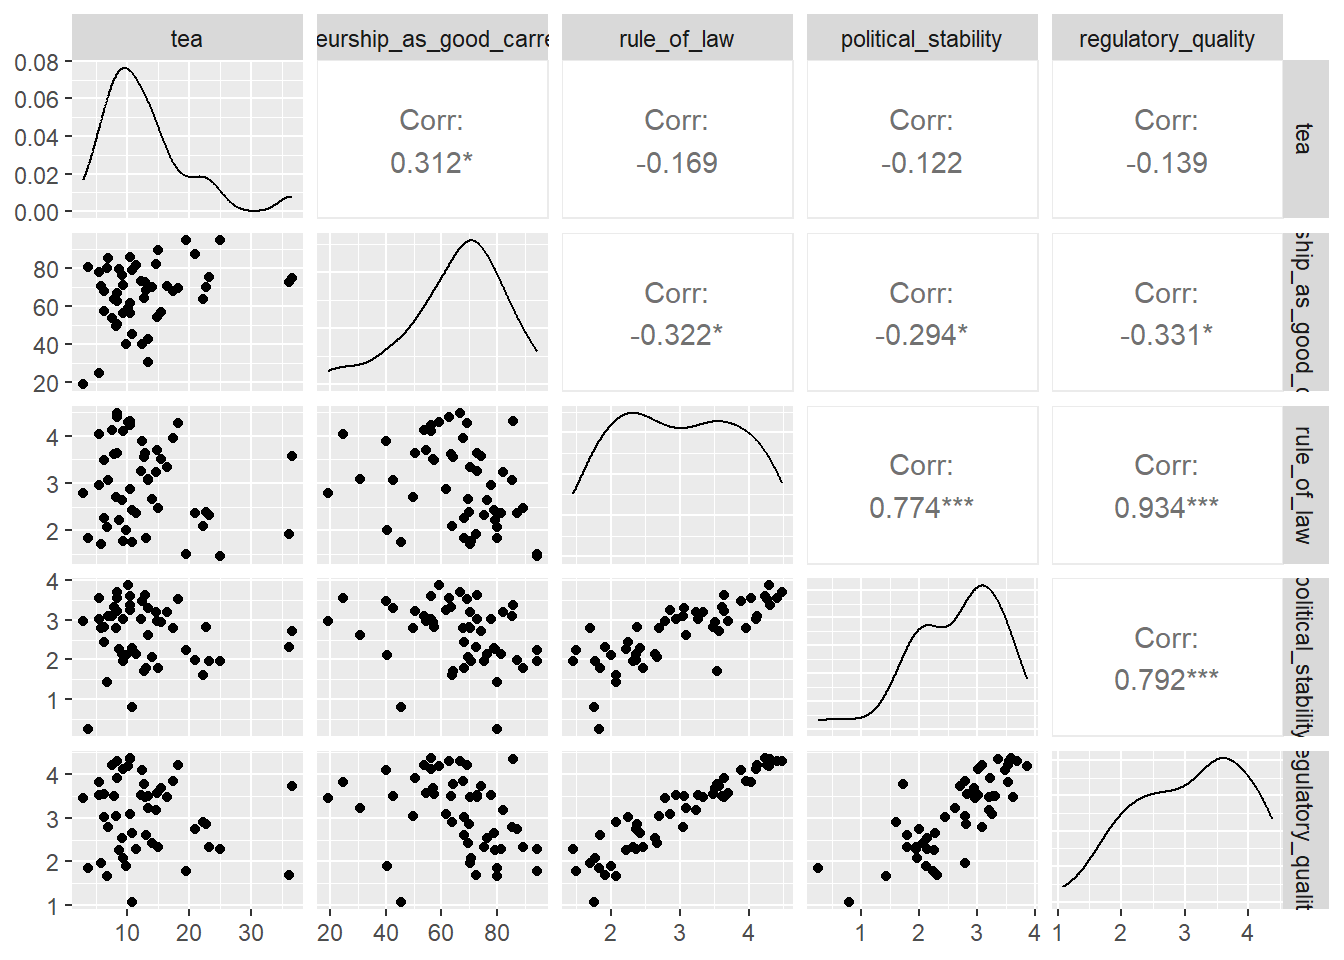 tea
eurship_as_good_carre
rule_of_law
political_stability
regulatory_quality
0.08
0.06
0.04
0.02
0.00
Corr:
0.312*
Corr:
-0.169
Corr:
-0.122
Corr:
-0.139
tea
80
60
40
20
Corr:
-0.322*
Corr:
-0.294*
Corr:
-0.331*
ship_as_good_c
4
3
2
Corr:
0.774***
Corr:
0.934***
rule_of_law
4
3
2
1
Corr:
0.792***
political_stability
4
3
2
1
egulatory_qualit
10
20
30
20
40
60
80
2
3
4
1
2
3
4
1
2
3
4